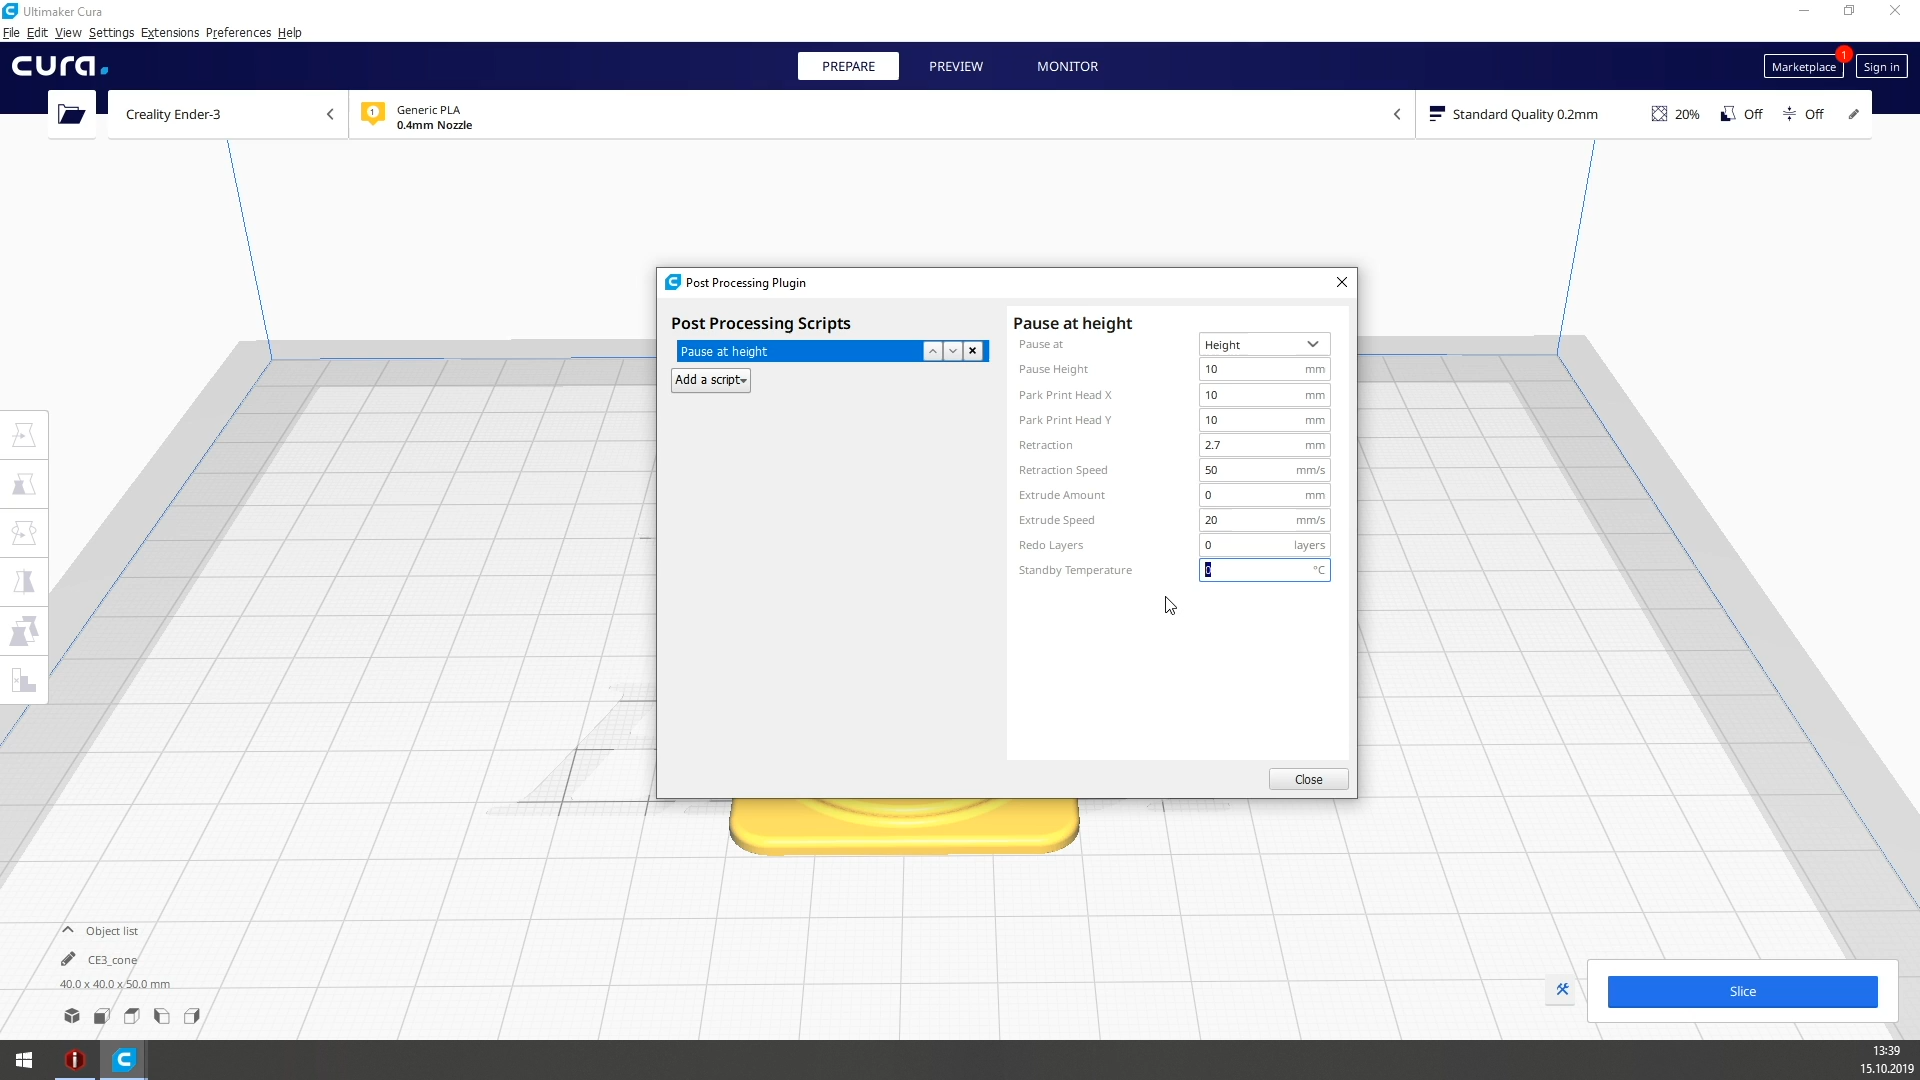 Ultimaker Cura
File Edit View Settings Extensions Preferences Help
cura.
PREPARE PREVIEW MONITOR
Marketplace 1 Sign in
Creality Ender-3
1 Generic PLA
0.4mm Nozzle
Standard Quality 0.2mm 20% Off Off
Post Processing Plugin
Post Processing Scripts
Pause at height
Add a script
Pause at height
Pause at Height
Pause Height 10 mm
Park Print Head X 10 mm
Park Print Head Y 10 mm
Retraction 2.7 mm
Retraction Speed 50 mm/s
Extrude Amount 0 mm
Extrude Speed 20 mm/s
Redo Layers 0 layers
Standby Temperature 0 °C
Close
Object list
CE3_cone
40.0 x 40.0 x 50.0 mm
Slice
13:39
15.10.2019